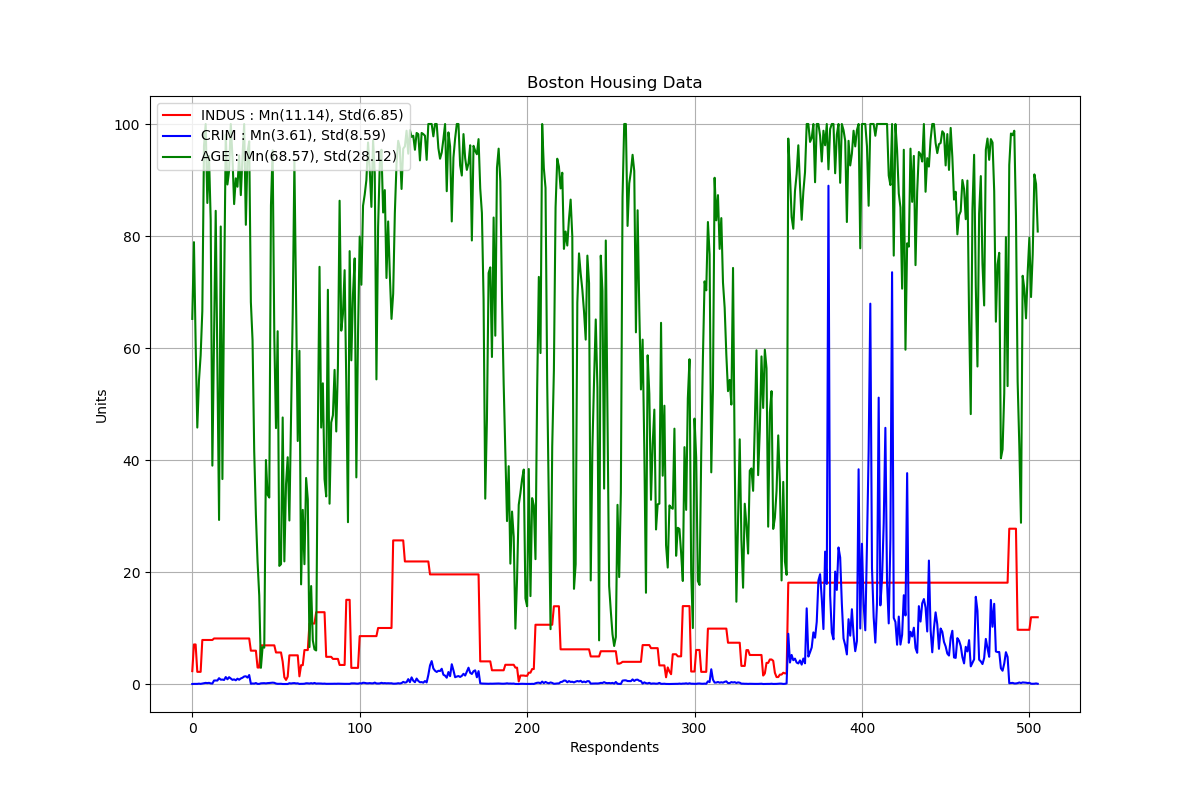 Boston Housing Data
INDUS : Mn(11.14), Std(6.85)
CRIM : Mn(3.61), Std(8.59)
AGE : Mn(68.57), Std(28.12)
100
80
60
40
20
0
Units
0 100 200 300 400 500
Respondents